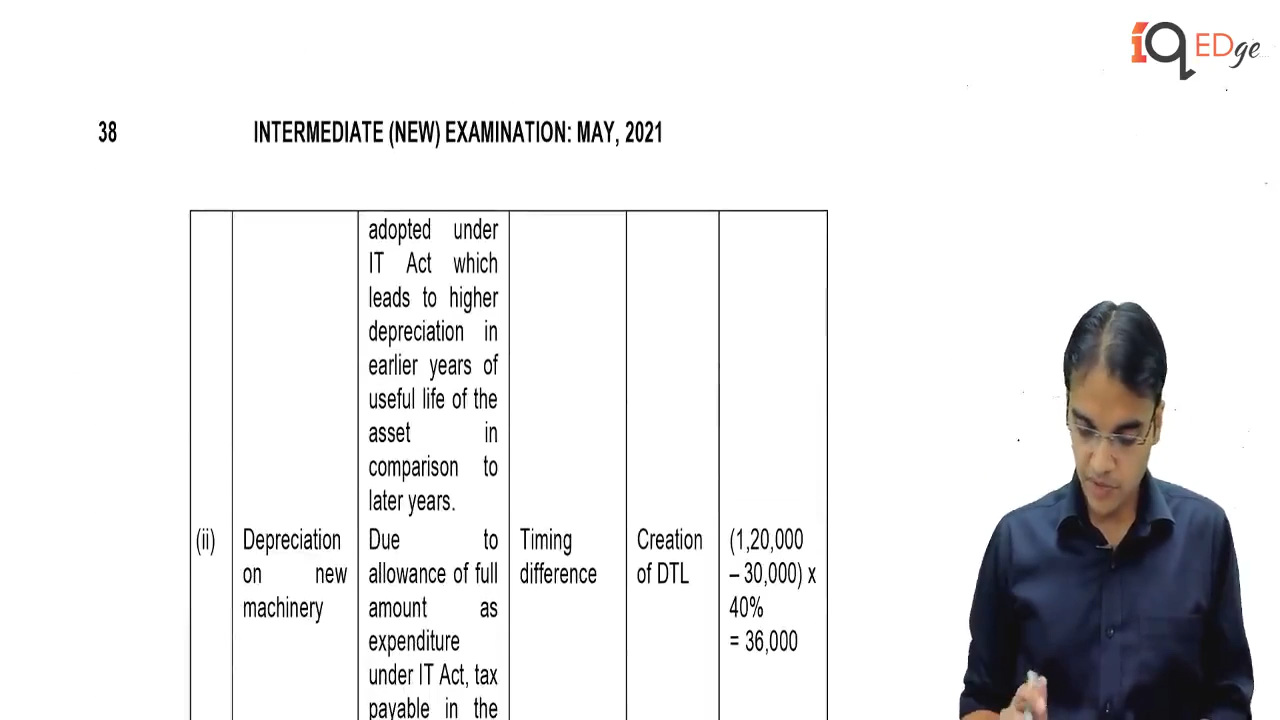 iQ EDge
38 INTERMEDIATE (NEW) EXAMINATION: MAY, 2021
adopted under
IT Act which
leads to higher
depreciation in
earlier years of
useful life of the
asset in
comparison to
later years.
(ii) Depreciation Due to Timing Creation (1,20,000
on new allowance of full difference of DTL – 30,000) x
machinery amount as 40%
expenditure = 36,000
under IT Act, tax
payable in the